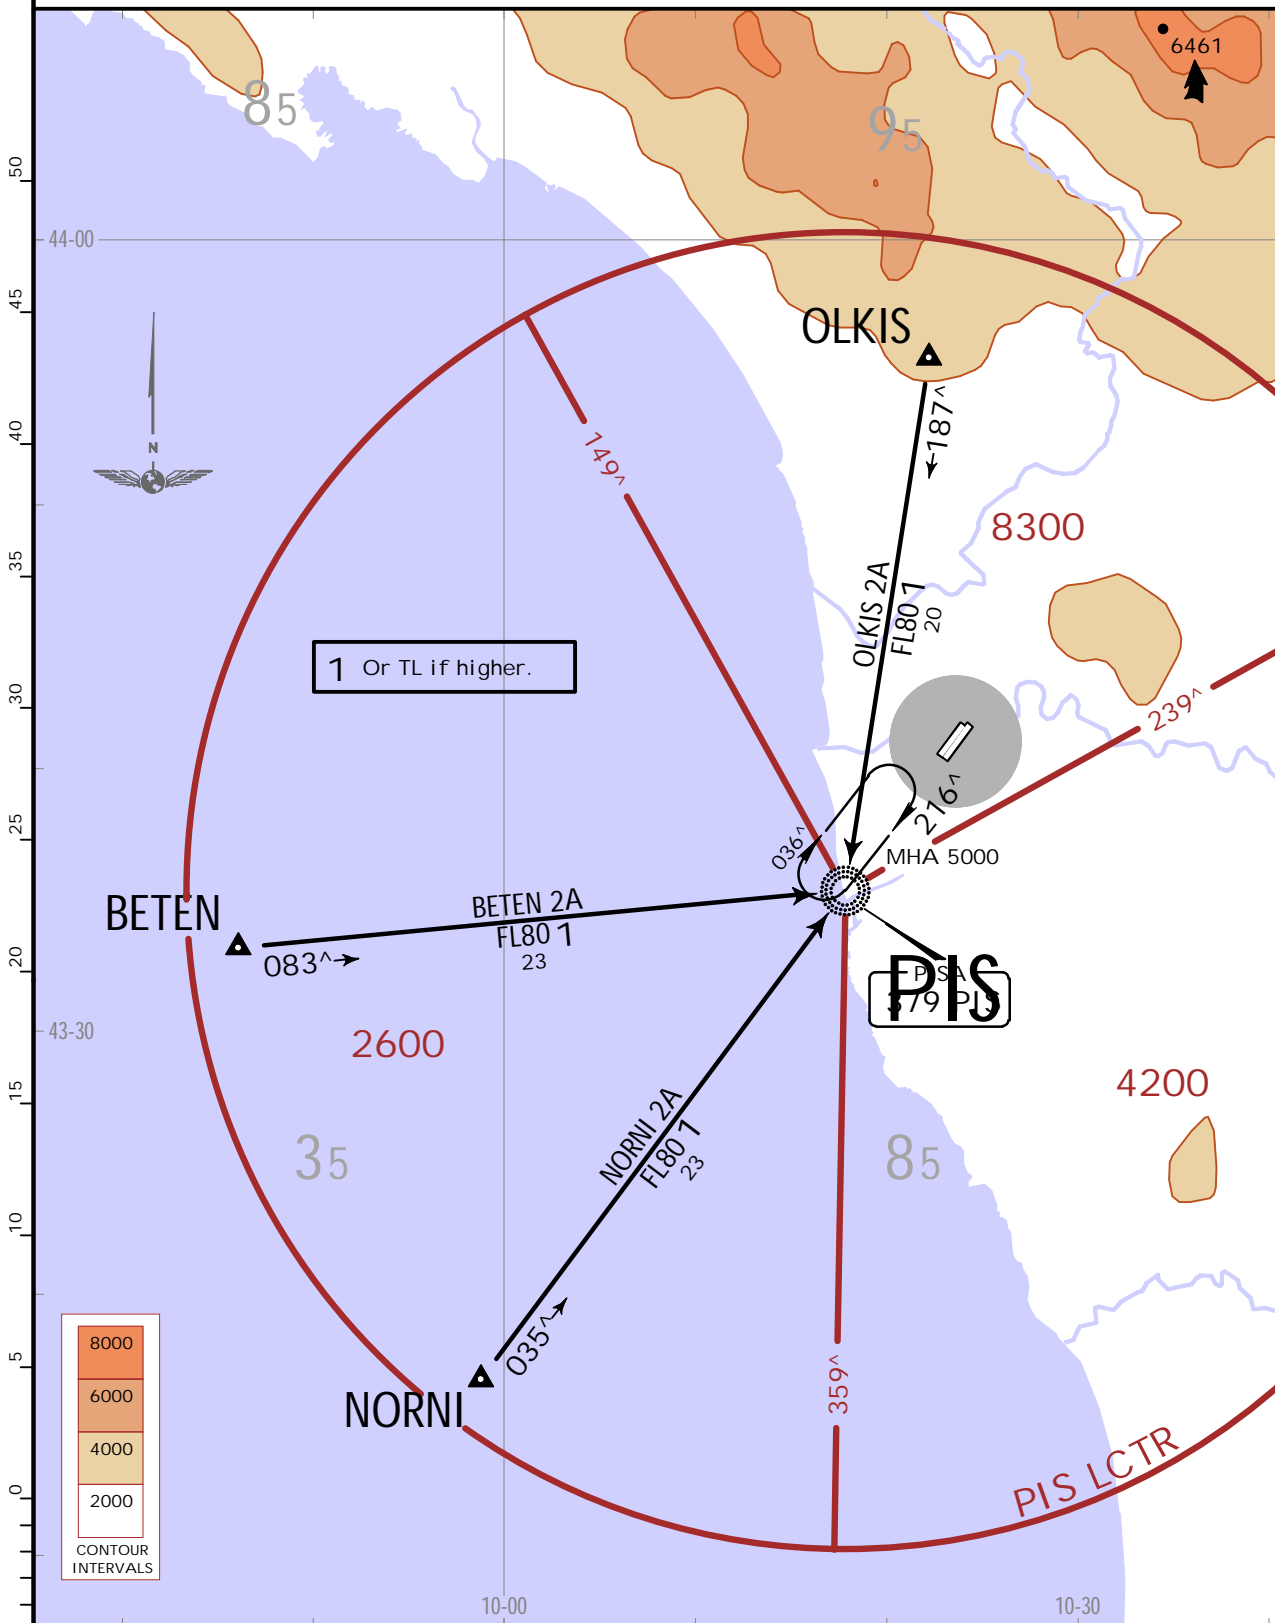 6461
85
95
50
44-00
45
OLKIS
187^
N
40
149^
8300
35
OLKIS 2A
FL80 1
20
1 Or TL if higher.
30
239^
216^
036^
25
MHA 5000
BETEN
BETEN 2A
FL80 1
23
083^
20
PISA
379 PIS
PIS
43-30
2600
15
4200
NORNI 2A
FL80 1
23
35
85
10
035^
5
NORNI
359^
PIS LCTR
0
8000
6000
4000
2000
CONTOUR
INTERVALS
10-00
10-30